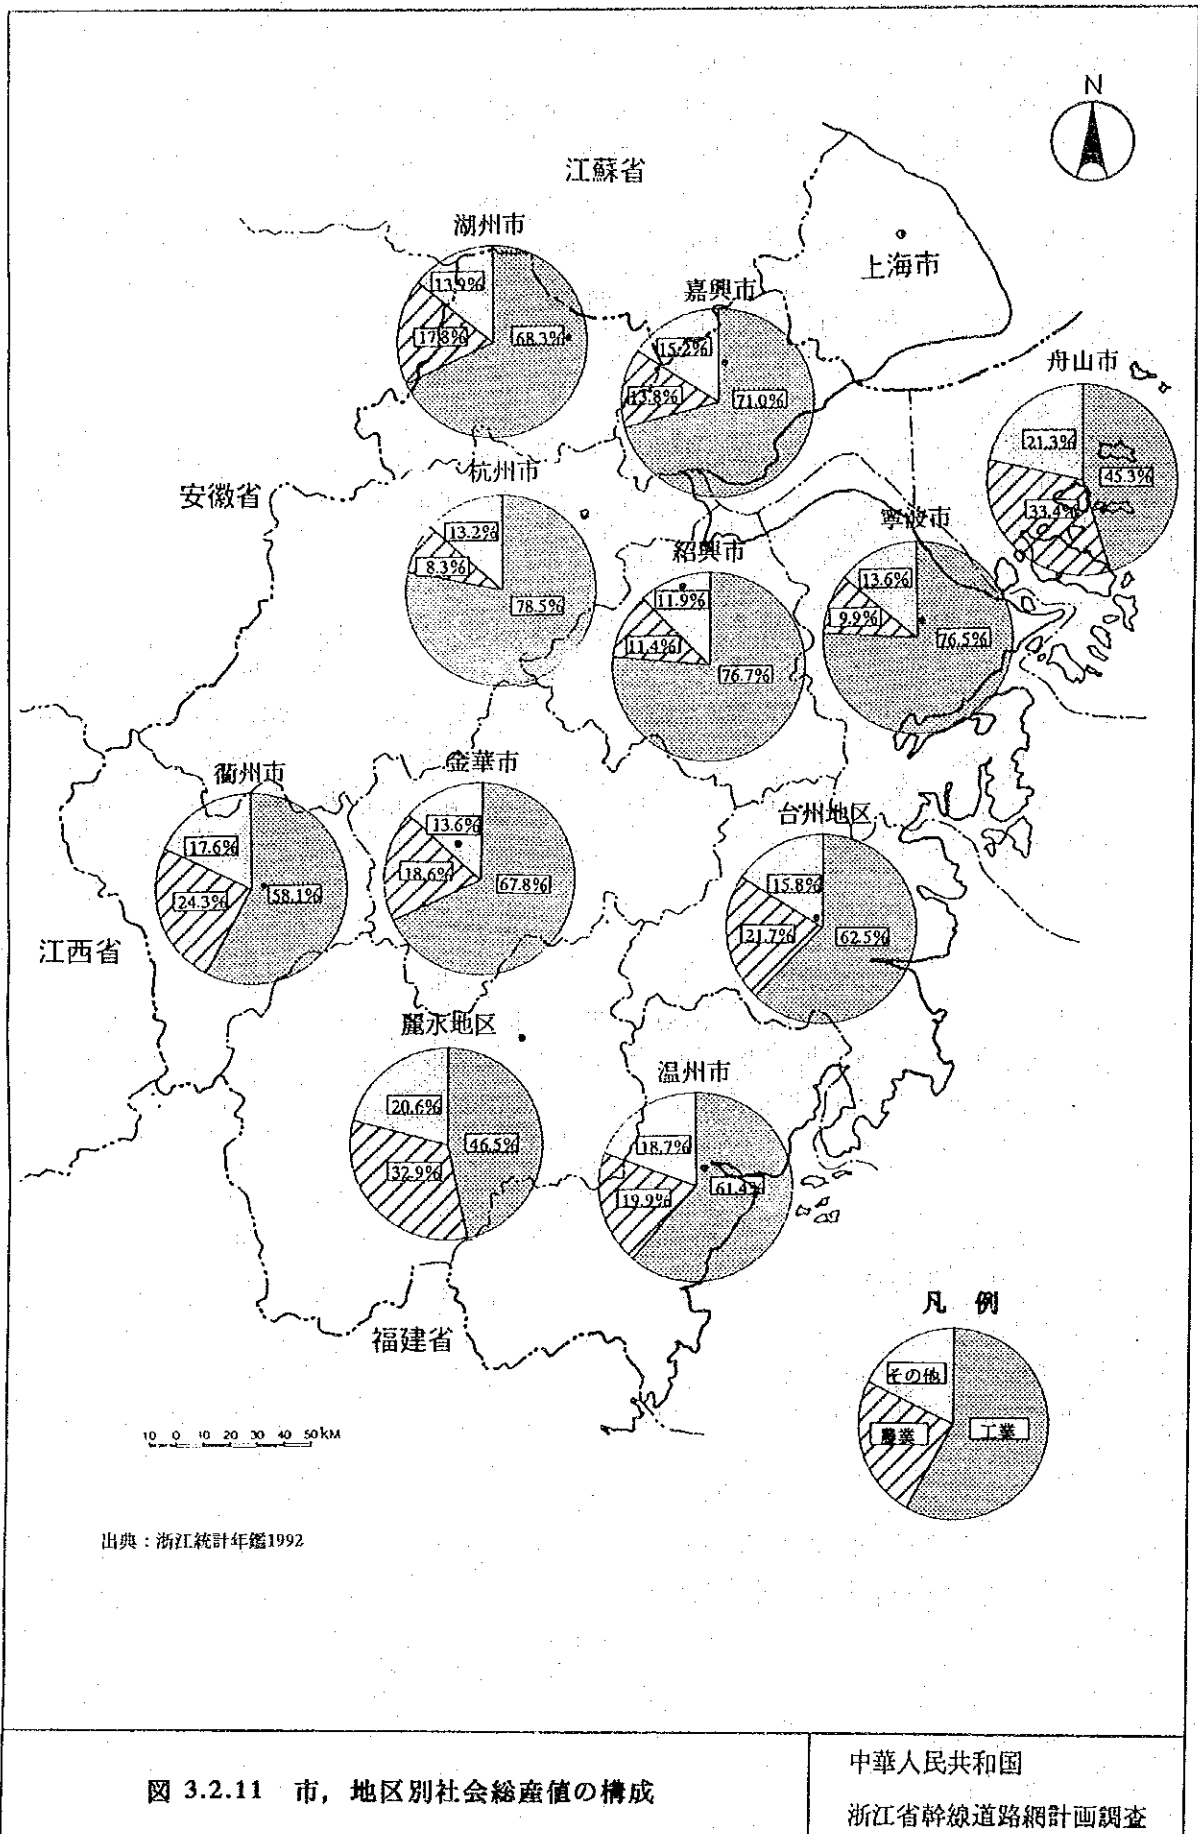 N
江蘇省
湖州市
13.9%
17.8%
68.3%
上海市
嘉興市
15.2%
13.8%
71.0%
舟山市
21.3%
45.3%
33.4%
安徽省
杭州市
13.2%
8.3%
78.5%
紹興市
11.9%
11.4%
76.7%
寧波市
13.6%
9.9%
76.5%
衢州市
17.6%
24.3%
58.1%
金華市
13.6%
18.6%
67.8%
台州地区
15.8%
21.7%
62.5%
江西省
麗水地区
20.6%
46.5%
32.9%
温州市
18.7%
19.9%
61.4%
福建省
凡 例
その他
農業
工業
10 0 10 20 30 40 50KM
出典：浙江統計年鑑1992
図 3.2.11 市，地区別社会総産値の構成
中華人民共和国
浙江省幹線道路網計画調査